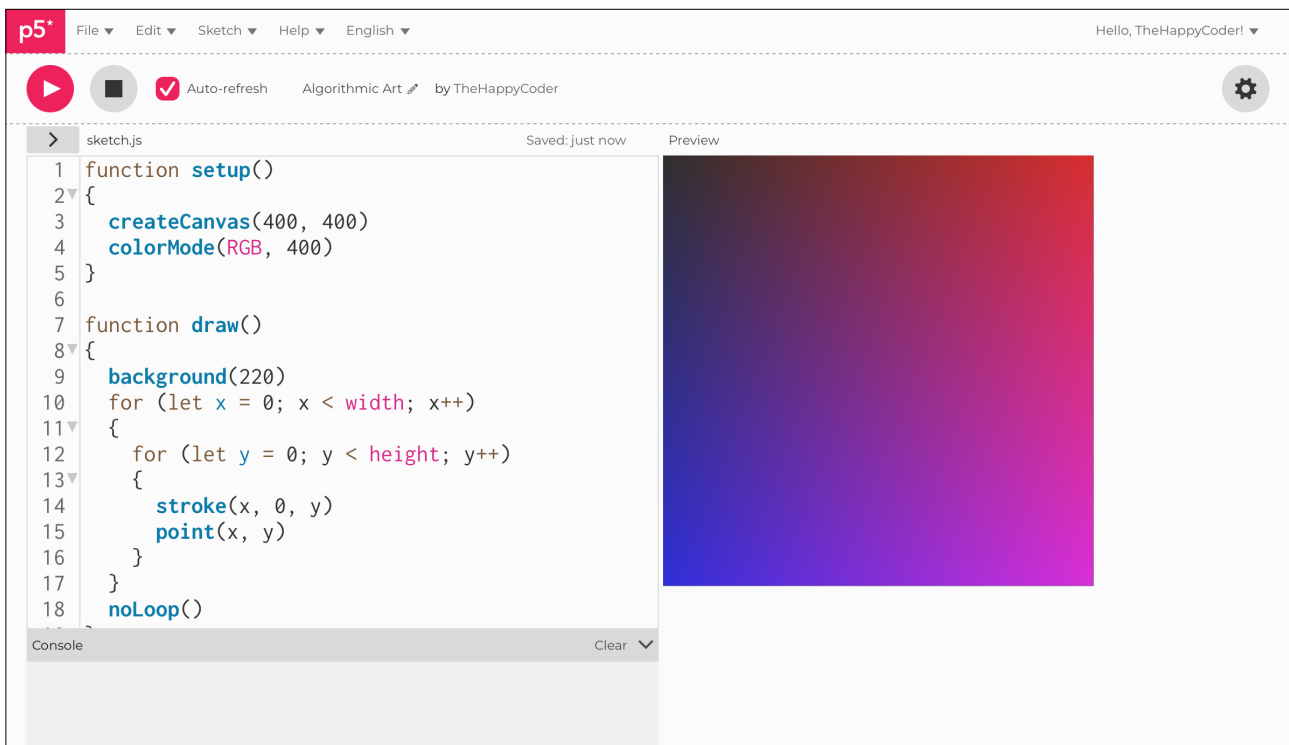 p5* File Edit Sketch Help English Hello, TheHappyCoder!
Auto-refresh Algorithmic Art by TheHappyCoder
sketch.js Saved: just now Preview
1 function setup()
2 {
3 createCanvas(400, 400)
4 colorMode(RGB, 400)
5 }
6
7 function draw()
8 {
9 background(220)
10 for (let x = 0; x < width; x++)
11 {
12 for (let y = 0; y < height; y++)
13 {
14 stroke(x, 0, y)
15 point(x, y)
16 }
17 }
18 noLoop()
Console Clear